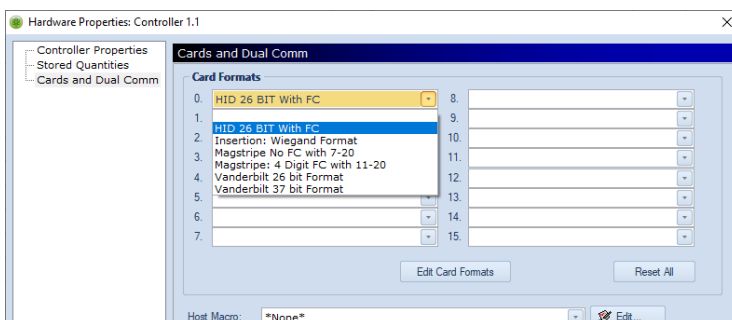 Hardware Properties: Controller 1.1
Controller Properties
Stored Quantities
Cards and Dual Comm
Cards and Dual Comm
Card Formats
0. HID 26 BIT With FC 8.
1. 9.
HID 26 BIT With FC
2. Insertion: Wiegand Format 10.
3. Magstripe No FC with 7-20 11.
Magstripe: 4 Digit FC with 11-20
4. Vanderbilt 26 bit Format 12.
5. Vanderbilt 37 bit Format 13.
6. 14.
7. 15.
Edit Card Formats Reset All
Host Macro: *None* Edit...